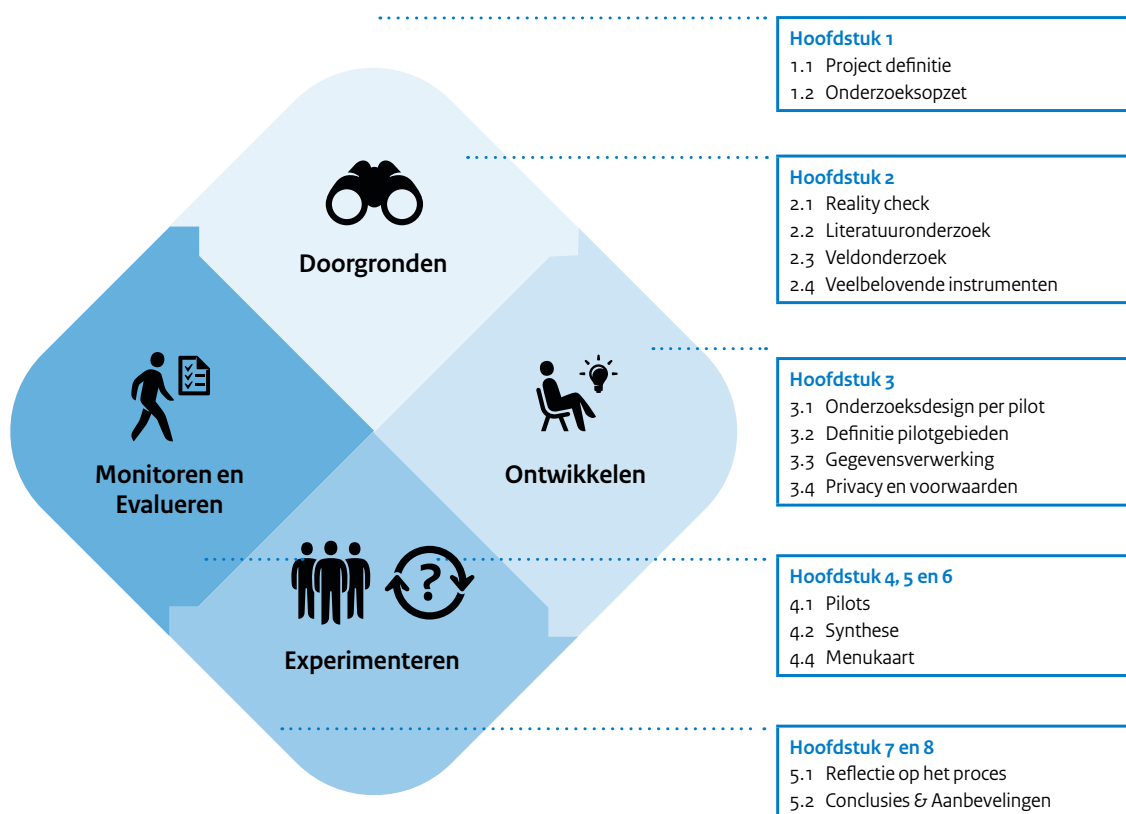 Hoofdstuk 1
1.1 Project definitie
1.2 Onderzoeksopzet
Hoofdstuk 2
2.1 Reality check
2.2 Literatuuronderzoek
2.3 Veldonderzoek
2.4 Veelbelovende instrumenten
Doorgronden
Hoofdstuk 3
3.1 Onderzoeksdesign per pilot
3.2 Definitie pilotgebieden
3.3 Gegevensverwerking
3.4 Privacy en voorwaarden
Monitoren en
Evalueren
Ontwikkelen
?
Experimenteren
Hoofdstuk 4, 5 en 6
4.1 Pilots
4.2 Synthese
4.4 Menukaart
Hoofdstuk 7 en 8
5.1 Reflectie op het proces
5.2 Conclusies & Aanbevelingen